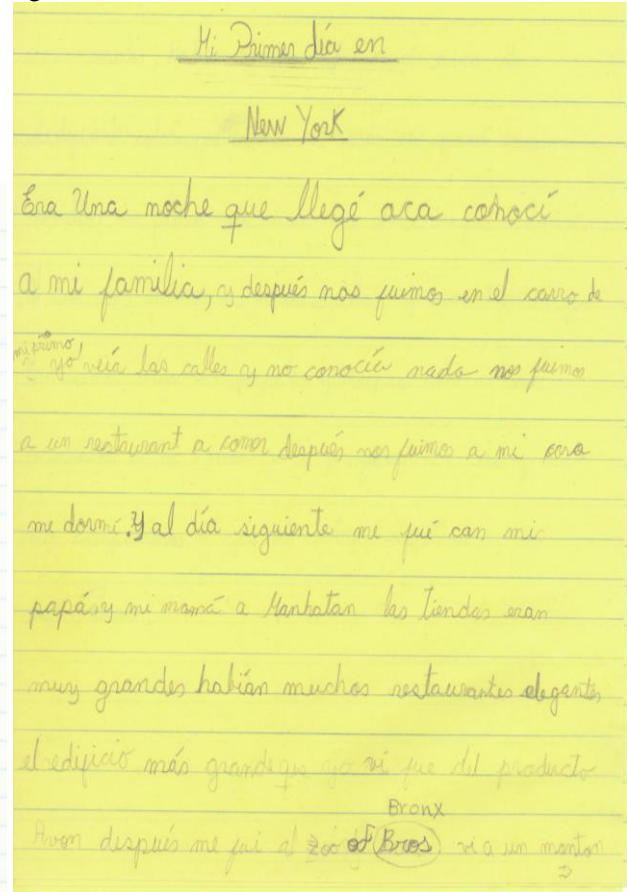 Mi Primer día en
New York
Era Una noche que llegé aca conocí
a mi familia, y después nos fuimos en el carro de
mi primo y yo veía las calles y no conocía nada nos fuimos
a un restaurant a comer después nos fuimos a mi casa
me dormí. Y al día siguiente me fué con mi
papá y mi mamá a Manhatan las tiendas eran
muy grandes habían muchos restaurantes elegantes
el edificio más grande que yo vi fue del producto
Bronx
Avon después me fui al zoo of Bros vi a un monton